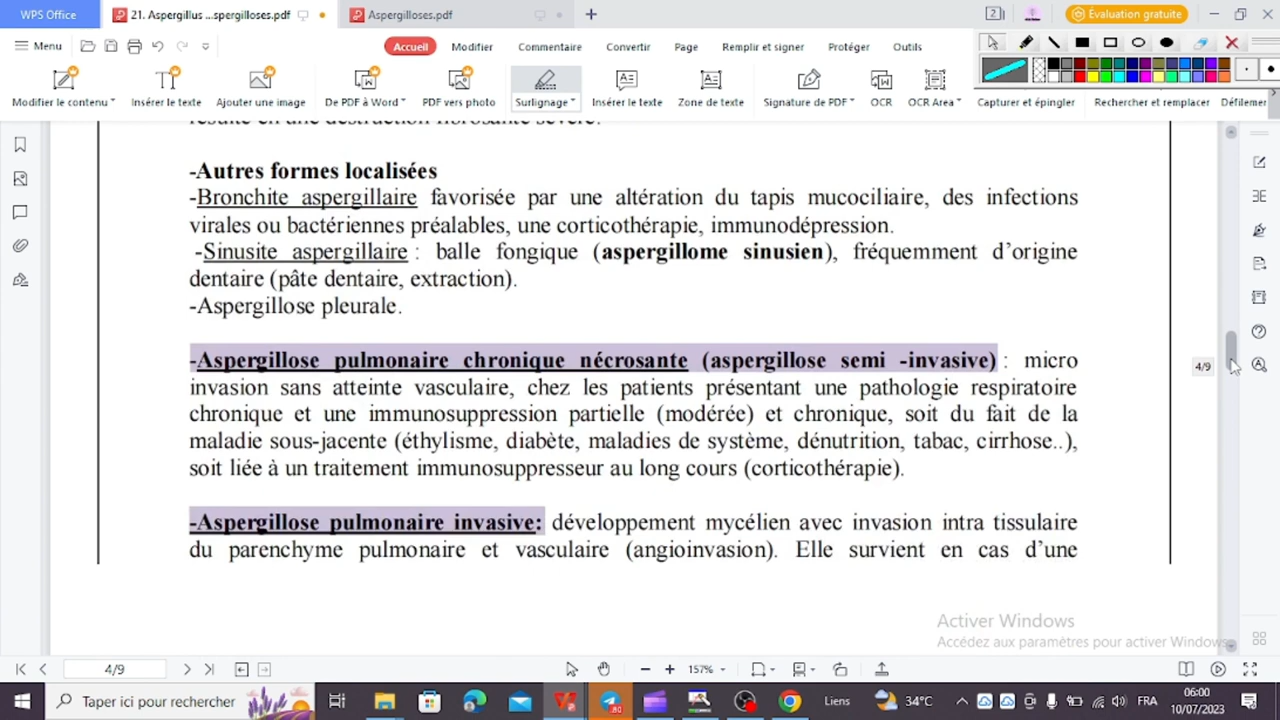 WPS Office
21. Aspergillus ...spergilloses.pdf
Aspergilloses.pdf
Évaluation gratuite
Menu
Accueil
Modifier
Commentaire
Convertir
Page
Remplir et signer
Protéger
Outils
Modifier le contenu
Insérer le texte
Ajouter une image
De PDF à Word
PDF vers photo
Surlignage
Insérer le texte
Zone de texte
Signature de PDF
OCR
OCR Area
Capturer et épingler
Rechercher et remplacer
Défilemen
résulte en une destruction fibrosante sévère.
-Autres formes localisées
-Bronchite aspergillaire favorisée par une altération du tapis mucociliaire, des infections
virales ou bactériennes préalables, une corticothérapie, immunodépression.
-Sinusite aspergillaire : balle fongique (aspergillome sinusien), fréquemment d'origine
dentaire (pâte dentaire, extraction).
-Aspergillose pleurale.
-Aspergillose pulmonaire chronique nécrosante (aspergillose semi -invasive) : micro
invasion sans atteinte vasculaire, chez les patients présentant une pathologie respiratoire
chronique et une immunosuppression partielle (modérée) et chronique, soit du fait de la
maladie sous-jacente (éthylisme, diabète, maladies de système, dénutrition, tabac, cirrhose..),
soit liée à un traitement immunosuppresseur au long cours (corticothérapie).
-Aspergillose pulmonaire invasive: développement mycélien avec invasion intra tissulaire
du parenchyme pulmonaire et vasculaire (angioinvasion). Elle survient en cas d'une
4/9
Activer Windows
Accédez aux paramètres pour activer Windows.
4/9
157%
Taper ici pour rechercher
80
Liens
34°C
FRA
06:00
10/07/2023